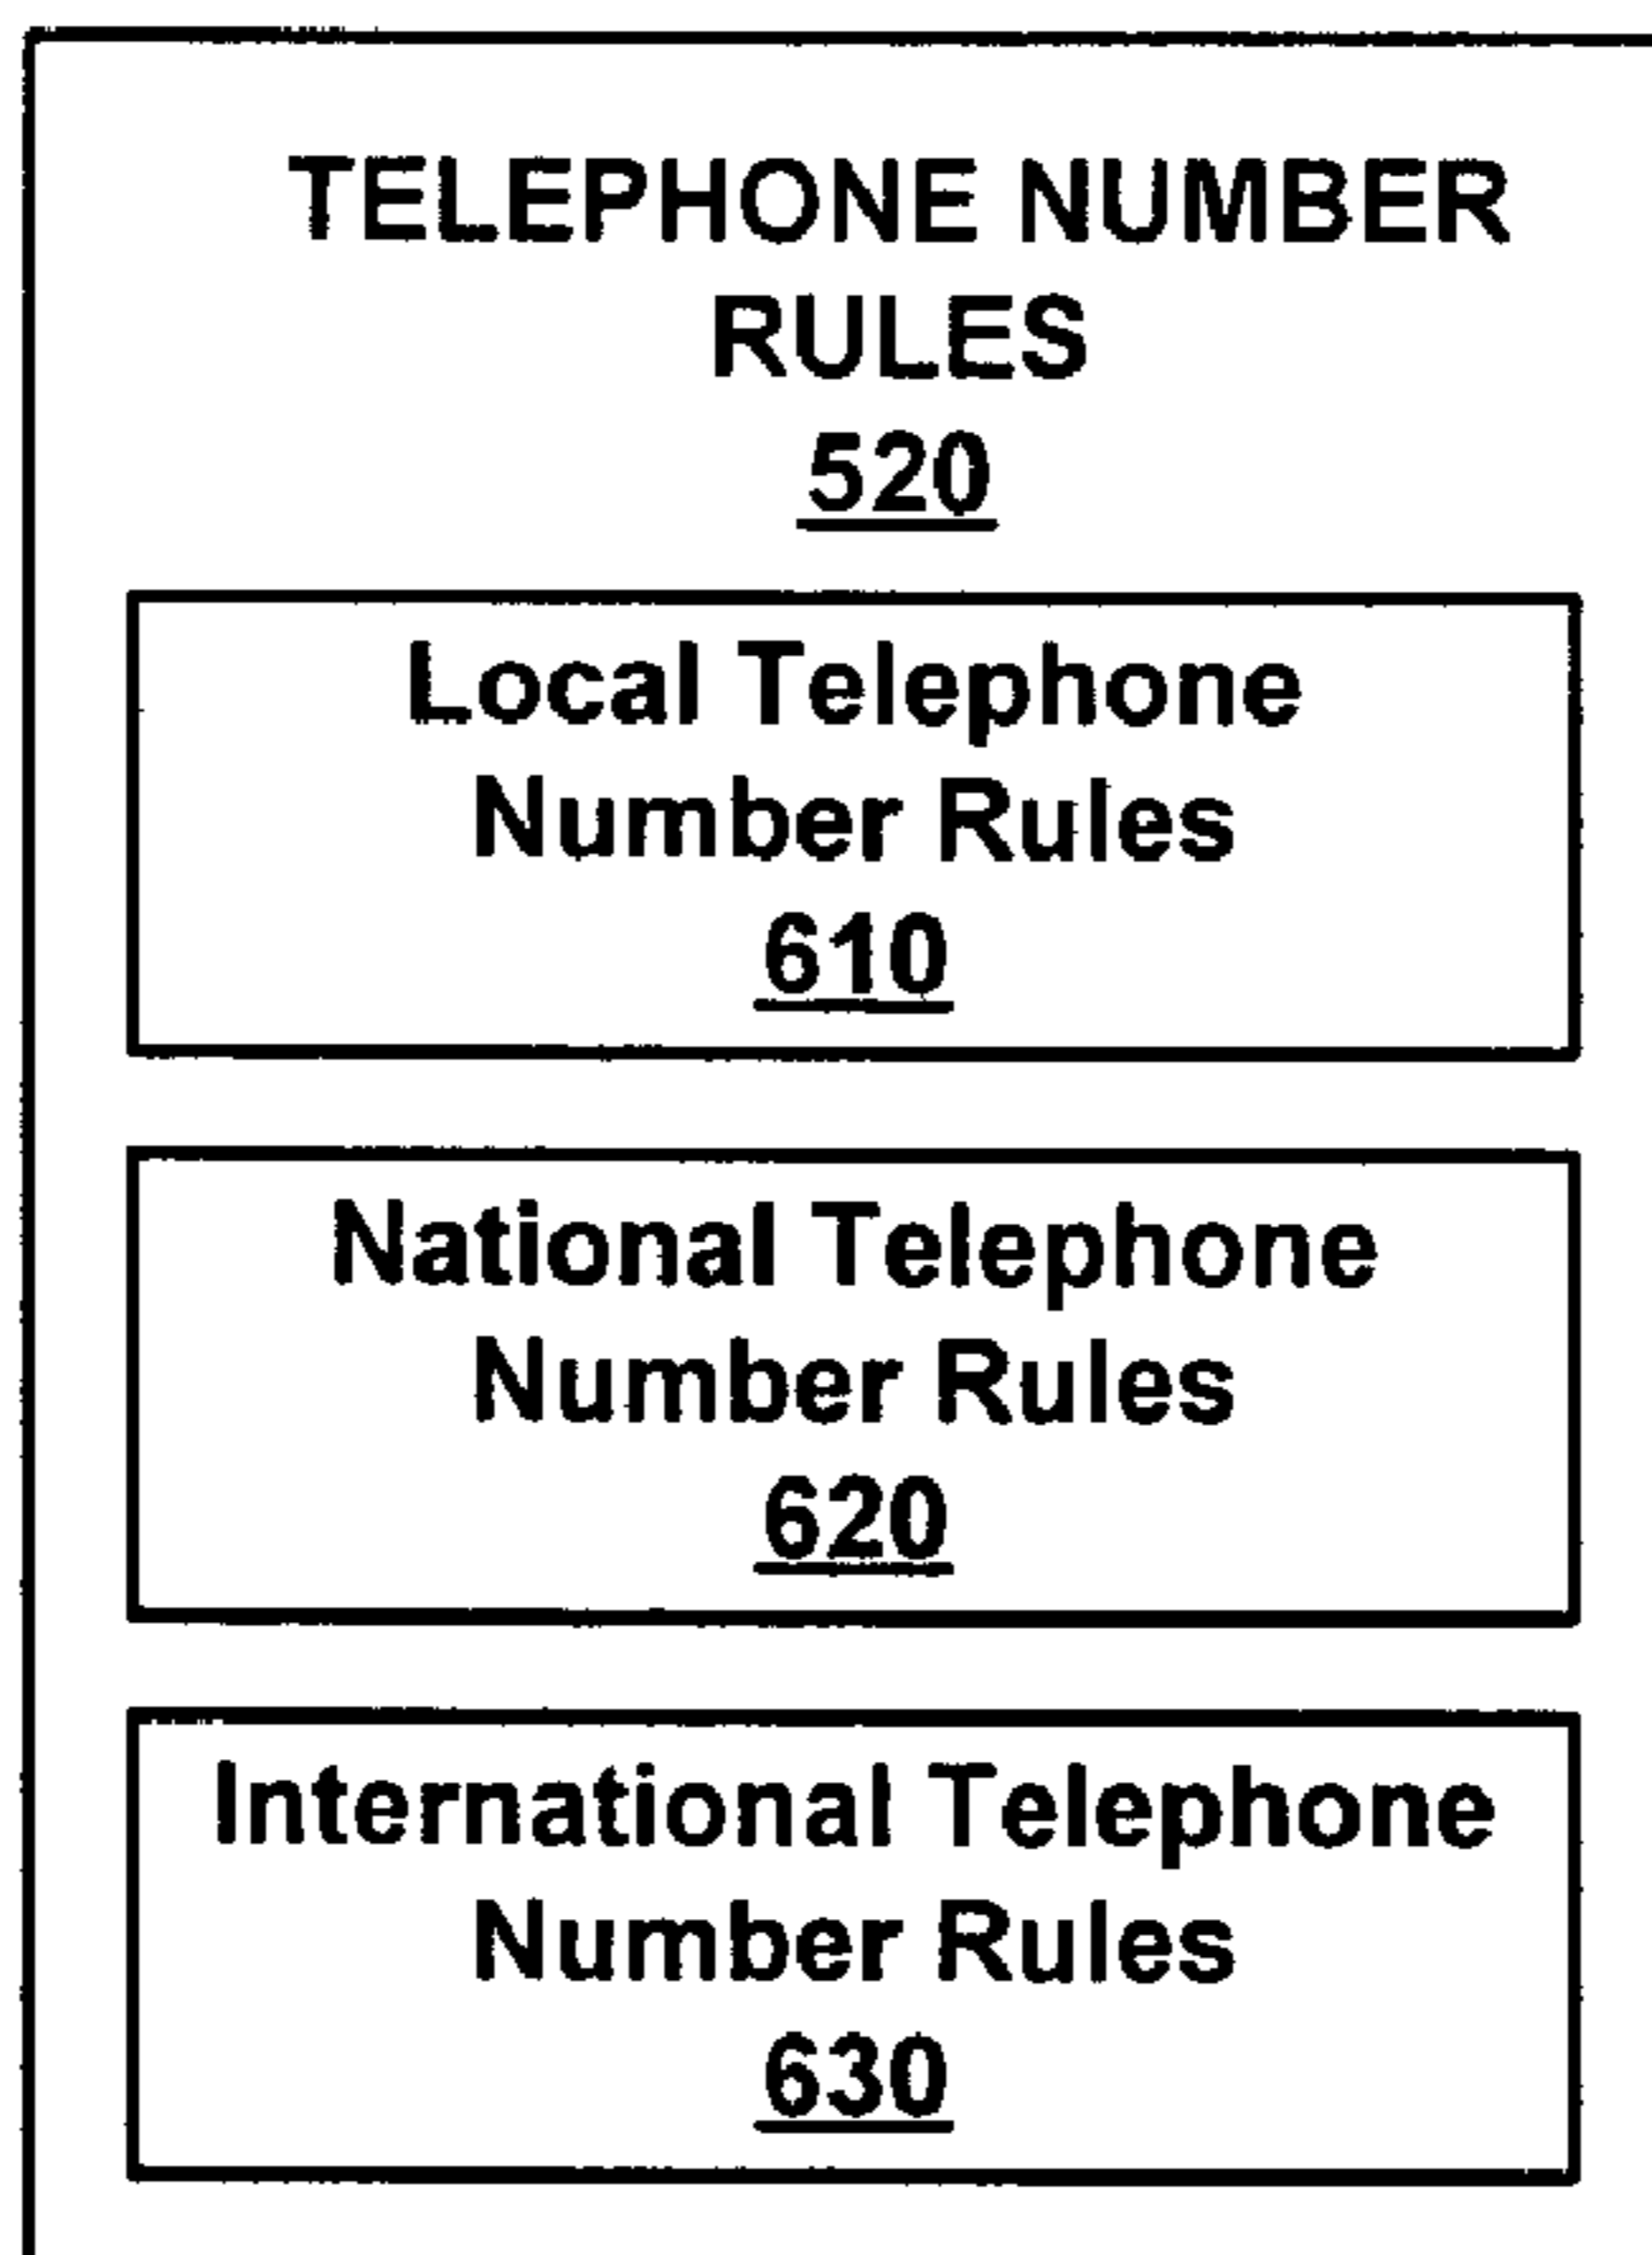 TELEPHONE NUMBER
RULES
520
Local Telephone
Number Rules
610
National Telephone
Number Rules
620
International Telephone
Number Rules
630